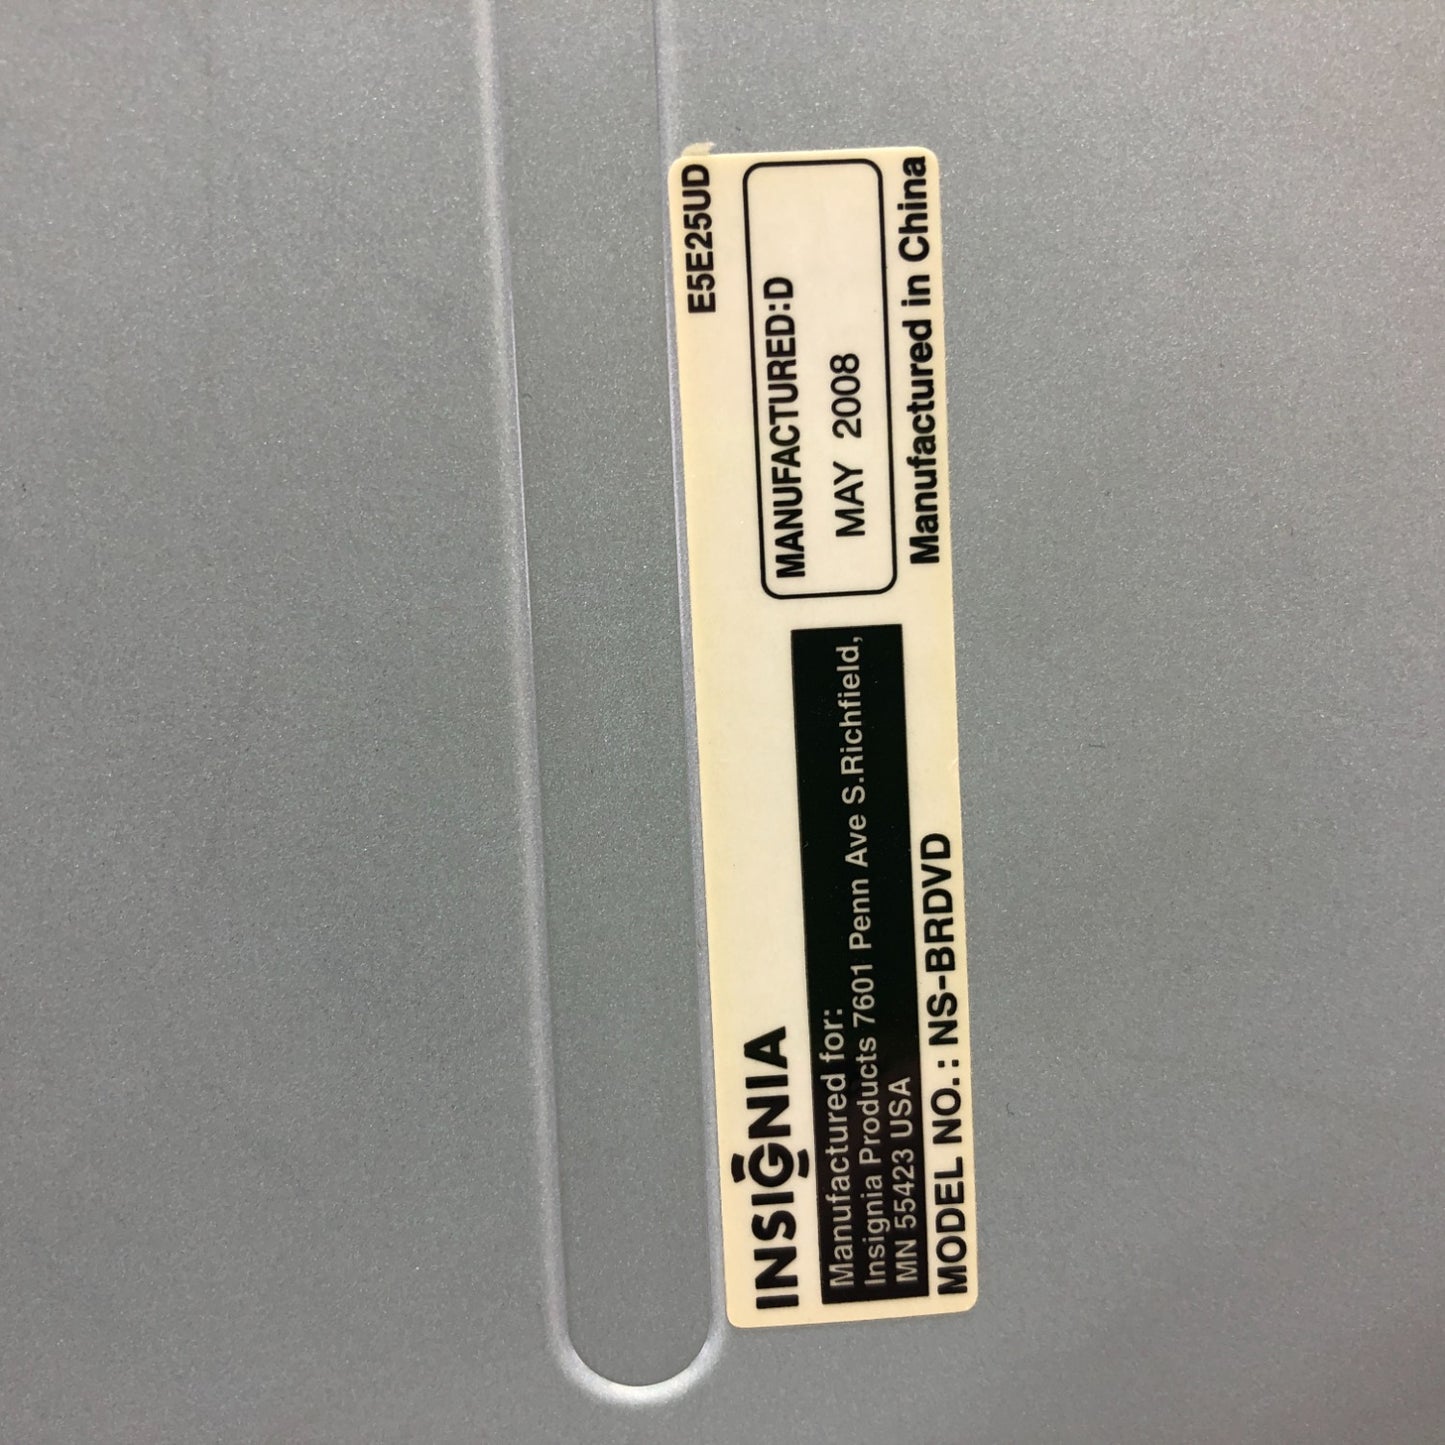 INSIGNIA
Manufactured for:
Insignia Products 7601 Penn Ave S.Richfield,
MN 55423 USA
MODEL NO.: NS-BRDVD
E5E25UD
MANUFACTURED:D
MAY 2008
Manufactured in China